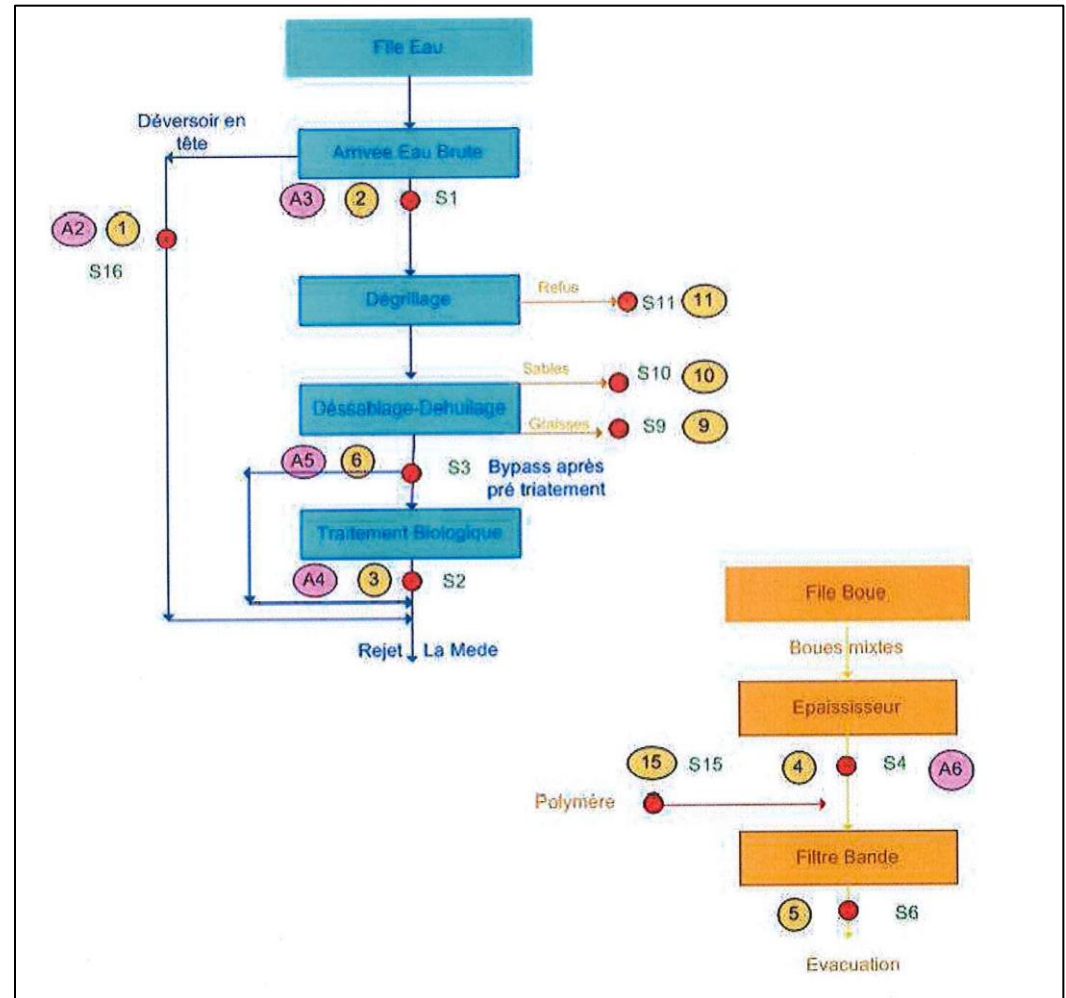 File Eau
Déversoir en
tête
Arrivée Eau Brute
A3 2 S1
A2 1
S16
Dégrillage
Refus
S11 11
Sables
S10 10
Déssablage-Dehuilage
Graisses
S9 9
A5 6 S3 Bypass après
pré triatement
Traitement Biologique
A4 3 S2
Rejet La Mede
File Boue
Boues mixtes
Epaississeur
15 S15 4 S4 A6
Polymère
Filtre Bande
5 S6
Evacuation